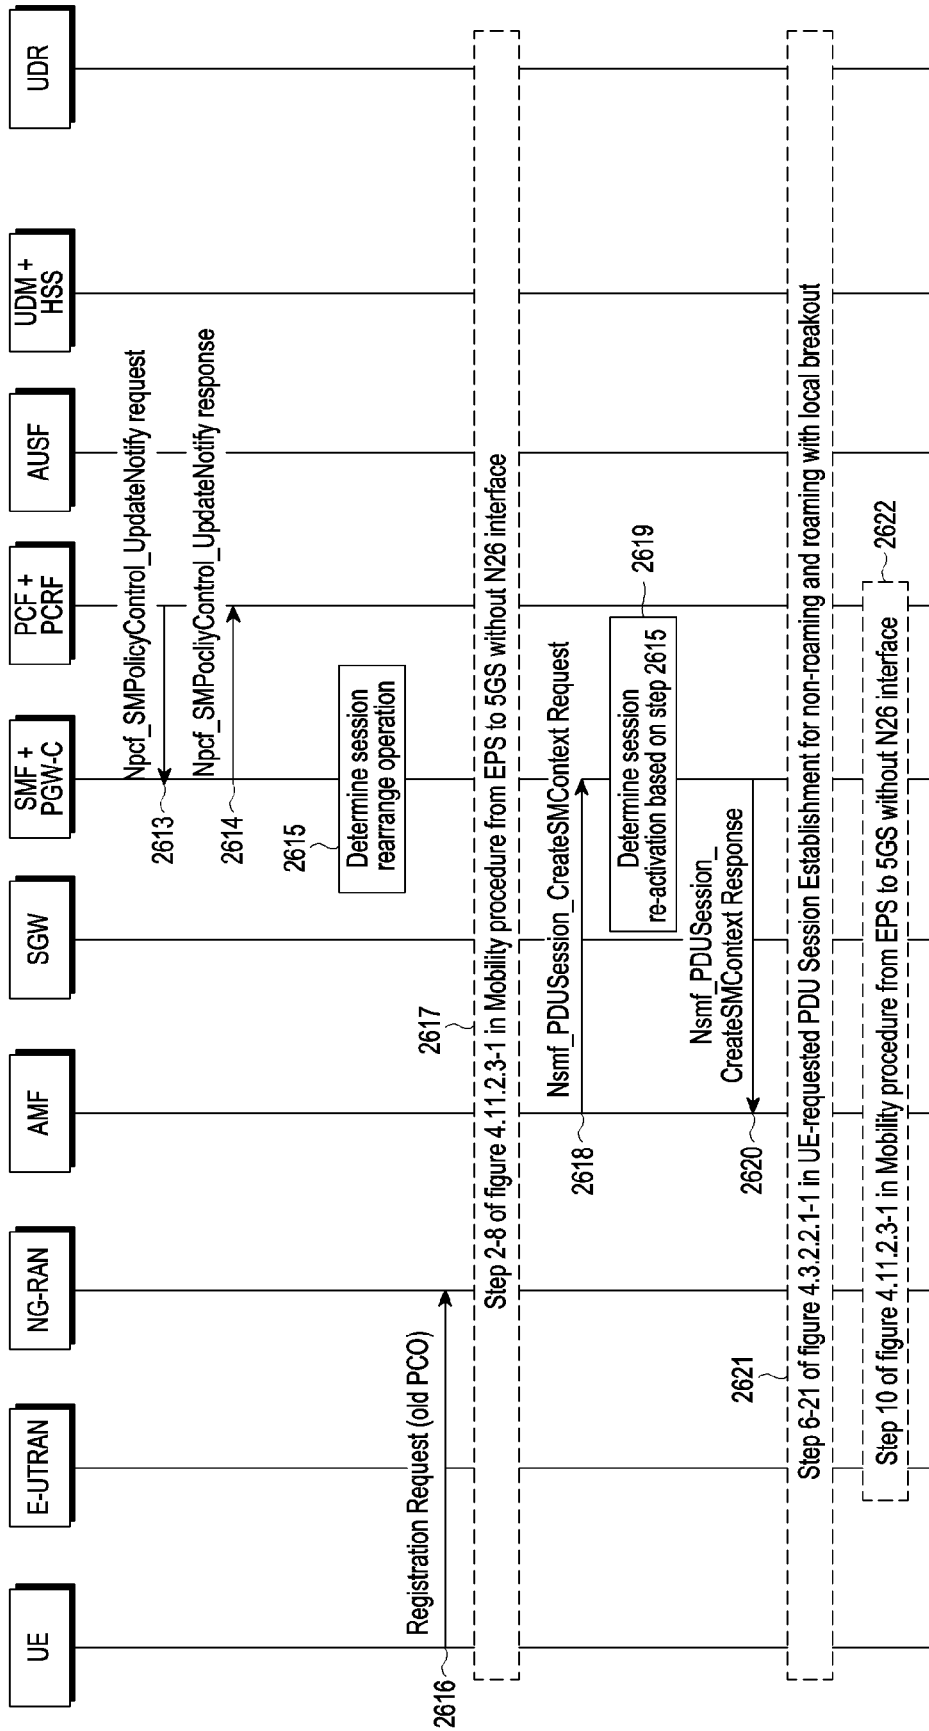 UE
E-UTRAN
NG-RAN
AMF
SGW
SMF +
PGW-C
PCF +
PCRF
AUSF
UDM +
HSS
UDR
Npcf_SMPolicyControl_UpdateNotify request
2613
Npcf_SMPocliyControl_UpdateNotify response
2614
2615
Determine session
rearrange operation
Registration Request (old PCO)
2616
2617
Step 2-8 of figure 4.11.2.3-1 in Mobility procedure from EPS to 5GS without N26 interface
Nsmf_PDUSession_CreateSMContext Request
2618
2619
Determine session
re-activation based on step 2615
Nsmf_PDUSession_
CreateSMContext Response
2620
2621
Step 6-21 of figure 4.3.2.2.1-1 in UE-requested PDU Session Establishment for non-roaming and roaming with local breakout
2622
Step 10 of figure 4.11.2.3-1 in Mobility procedure from EPS to 5GS without N26 interface